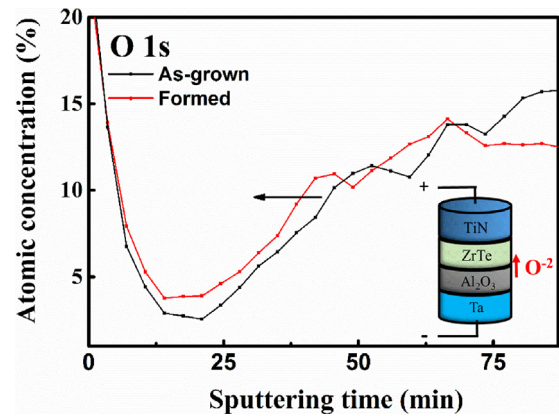 20
15
10
5
0
25
50
75
Atomic concentration (%)
Sputtering time (min)
O 1s
As-grown
Formed
+
TiN
ZrTe
Al₂O₃
Ta
-
O⁻²